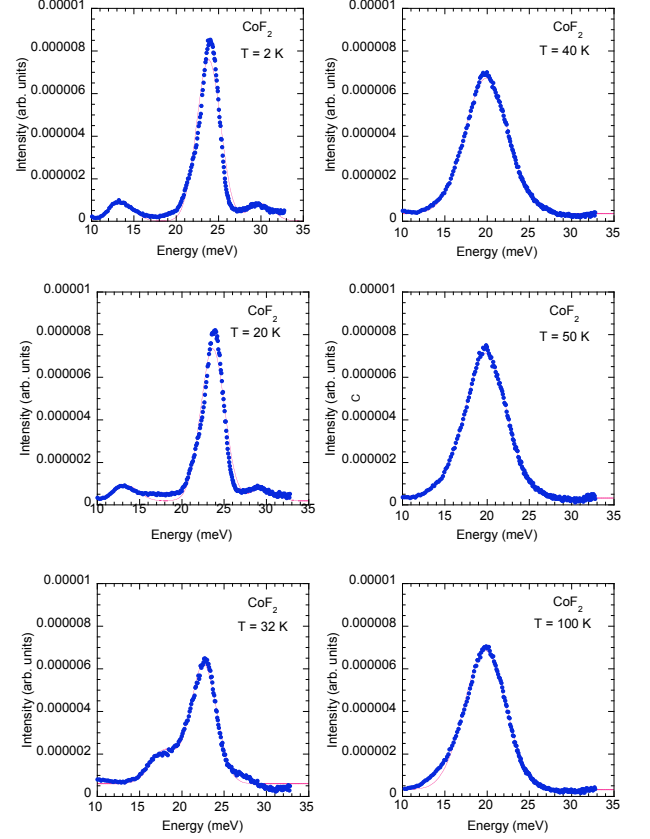 0.00001
0.000008
0.000006
0.000004
0.000002
0
Intensity (arb. units)
CoF2
T = 2 K
10 15 20 25 30 35
Energy (meV)
0.00001
0.000008
0.000006
0.000004
0.000002
0
Intensity (arb. units)
CoF2
T = 40 K
10 15 20 25 30 35
Energy (meV)
0.00001
0.000008
0.000006
0.000004
0.000002
0
Intensity (arb. units)
CoF2
T = 20 K
10 15 20 25 30 35
Energy (meV)
0.00001
0.000008
0.000006
0.000004
0.000002
0
Intensity (arb. units)
C
CoF2
T = 50 K
10 15 20 25 30 35
Energy (meV)
0.00001
0.000008
0.000006
0.000004
0.000002
0
Intensity (arb. units)
CoF2
T = 32 K
10 15 20 25 30 35
Energy (meV)
0.00001
0.000008
0.000006
0.000004
0.000002
0
Intensity (arb. units)
CoF2
T = 100 K
10 15 20 25 30 35
Energy (meV)